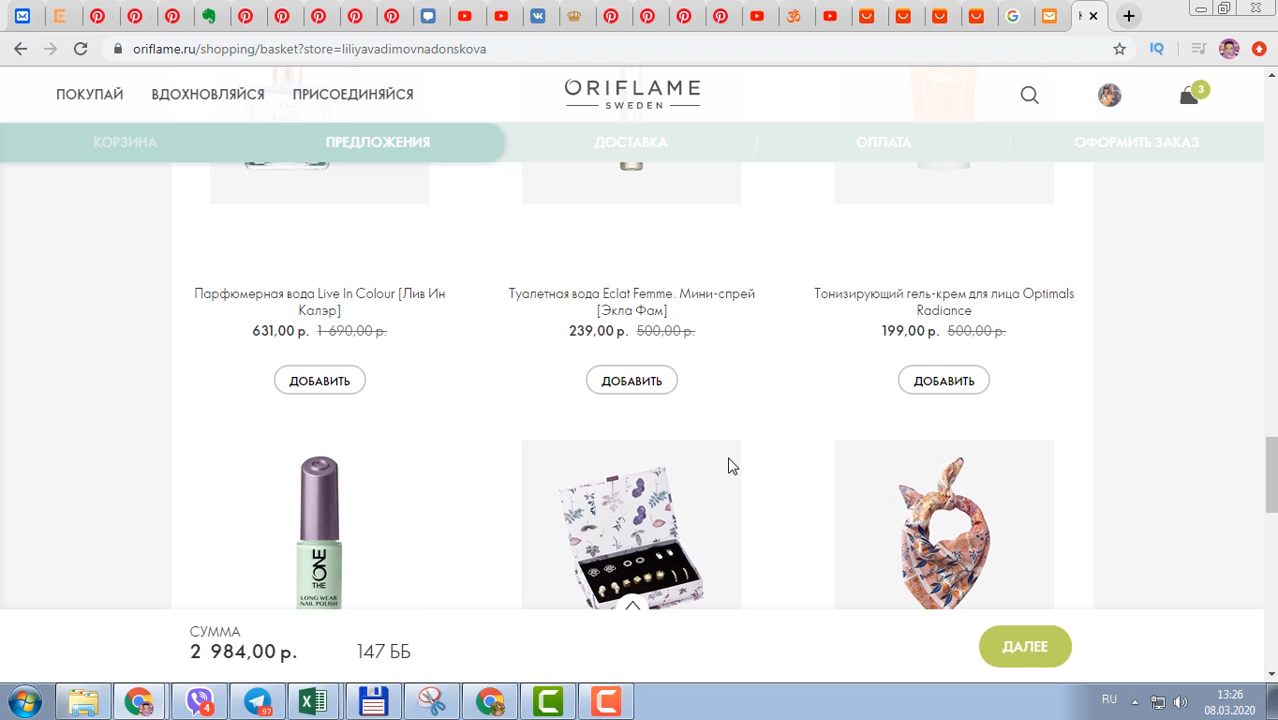 oriflame.ru/shopping/basket?store=liliyavadimovnadonskova
IQ
ПОКУПАЙ ВДОХНОВЛЯЙСЯ ПРИСОЕДИНЯЙСЯ
ORIFLAME
SWEDEN
3
КОРЗИНА ПРЕДЛОЖЕНИЯ ДОСТАВКА ОПЛАТА ОФОРМИТЬ ЗАКАЗ
Парфюмерная вода Live In Colour [Лив Ин
Калэр]
631,00 р. 1 690,00 р.
ДОБАВИТЬ
Туалетная вода Eclat Femme. Мини-спрей
[Экла Фам]
239,00 р. 500,00 р.
ДОБАВИТЬ
Тонизирующий гель-крем для лица Optimals
Radiance
199,00 р. 500,00 р.
ДОБАВИТЬ
THE ONE
LONG WEAR
NAIL POLISH
СУММА
2 984,00 р. 147 ББ
ДАЛЕЕ
4
97
RU
13:26
08.03.2020